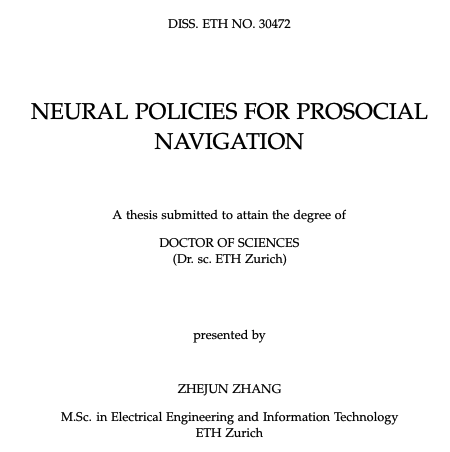 DISS. ETH NO. 30472
NEURAL POLICIES FOR PROSOCIAL
NAVIGATION
A thesis submitted to attain the degree of
DOCTOR OF SCIENCES
(Dr. sc. ETH Zurich)
presented by
ZHEJUN ZHANG
M.Sc. in Electrical Engineering and Information Technology
ETH Zurich